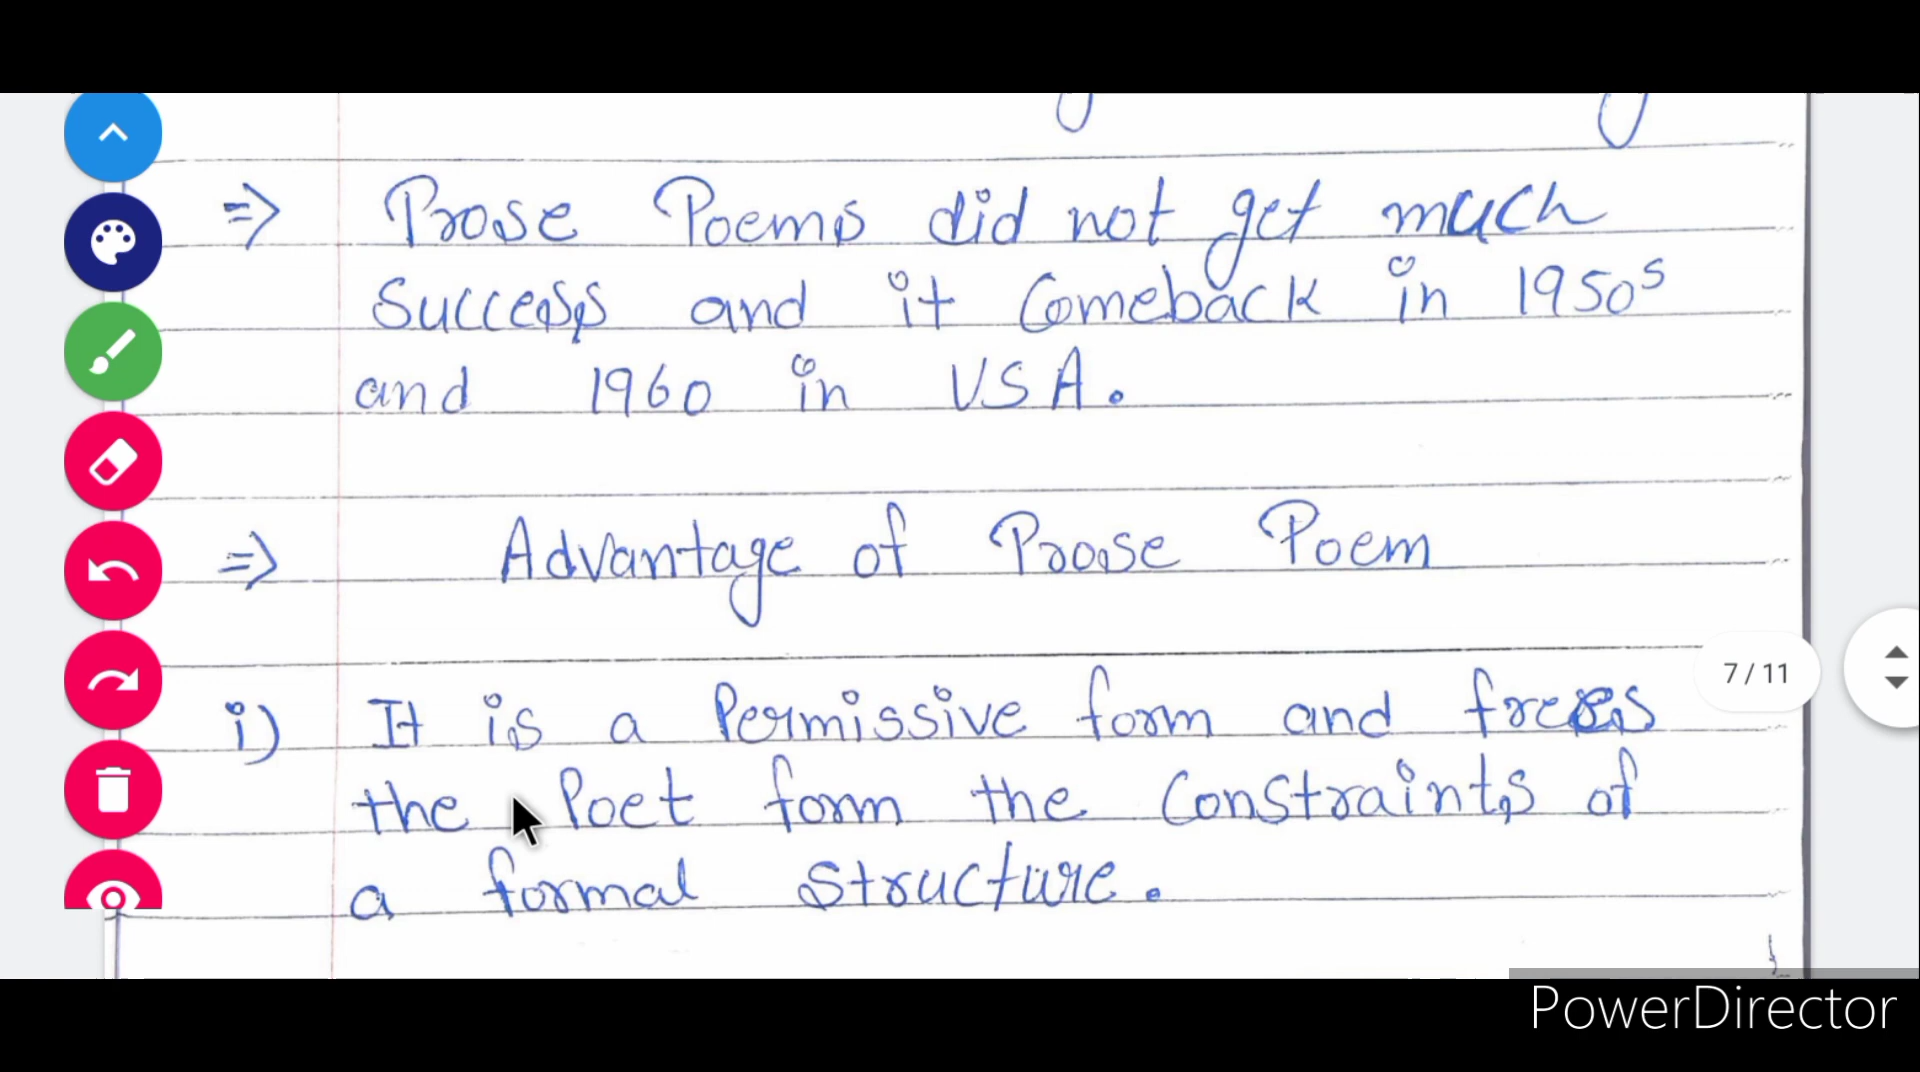 => Prose Poems did not get much
Success and it Comeback in 1950s
and 1960 in USA.
=> Advantage of Prose Poem
7/11
i) It is a Permissive form and frees
the Poet form the Constraints of
a formal structure.
PowerDirector